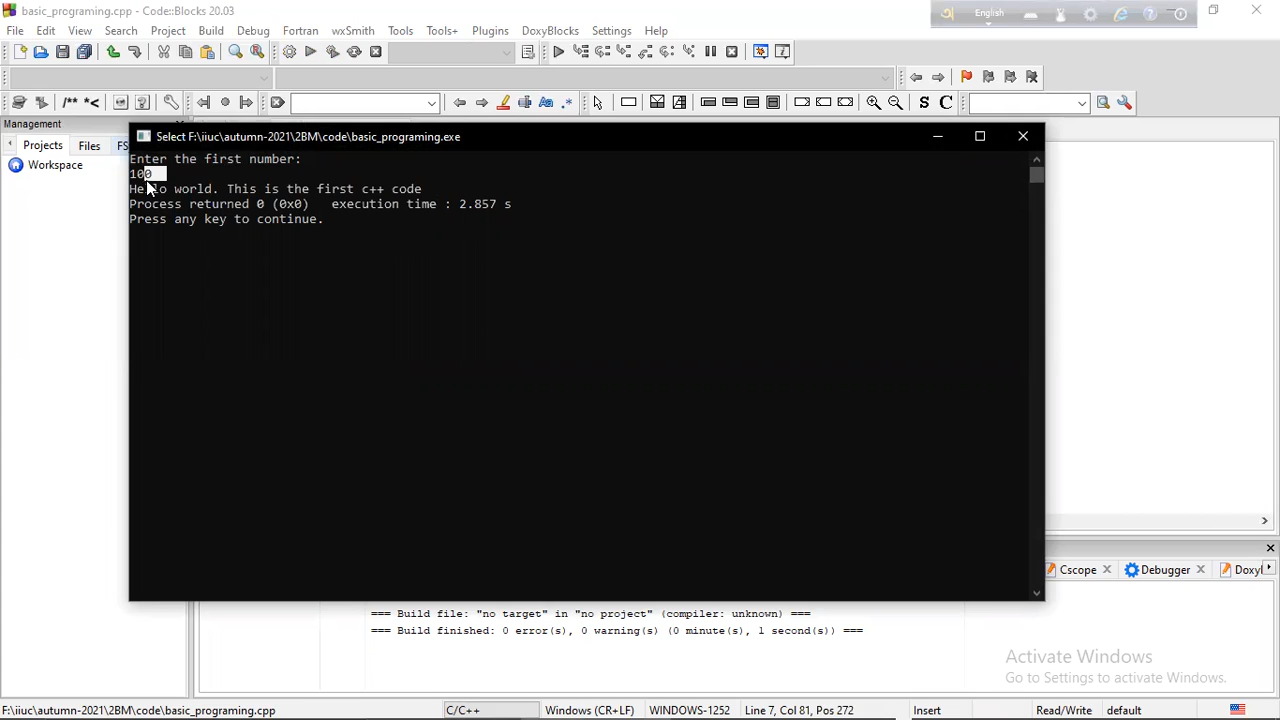 basic_programing.cpp - Code::Blocks 20.03
English
File Edit View Search Project Build Debug Fortran wxSmith Tools Tools+ Plugins DoxyBlocks Settings Help
/** *<
S C
Management
Projects Files FS
Workspace
Select F:\iiuc\autumn-2021\2BM\code\basic_programing.exe
Enter the first number:
100
Hello world. This is the first c++ code
Process returned 0 (0x0)   execution time : 2.857 s
Press any key to continue.
Cscope Debugger Doxyl
=== Build file: "no target" in "no project" (compiler: unknown) ===
=== Build finished: 0 error(s), 0 warning(s) (0 minute(s), 1 second(s)) ===
Activate Windows
Go to Settings to activate Windows.
F:\iiuc\autumn-2021\2BM\code\basic_programing.cpp C/C++ Windows (CR+LF) WINDOWS-1252 Line 7, Col 81, Pos 272 Insert Read/Write default